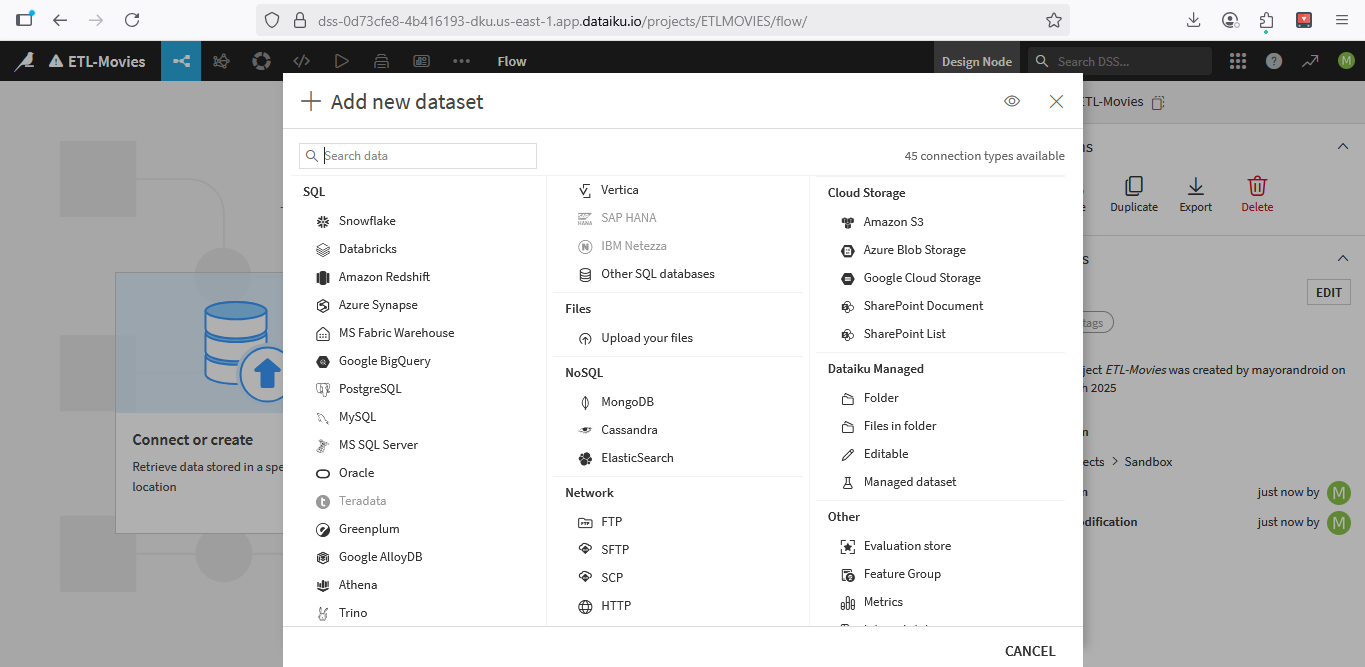 dss-0d73cfe8-4b416193-dku.us-east-1.app.dataiku.io/projects/ETLMOVIES/flow/
ETL-Movies
Flow
Design Node
Search DSS...
?
M
Add new dataset
Search data
45 connection types available
SQL
Snowflake
Databricks
Amazon Redshift
Azure Synapse
MS Fabric Warehouse
Google BigQuery
PostgreSQL
MySQL
MS SQL Server
Oracle
Teradata
Greenplum
Google AlloyDB
Athena
Trino
Vertica
SAP HANA
IBM Netezza
Other SQL databases
Files
Upload your files
NoSQL
MongoDB
Cassandra
ElasticSearch
Network
FTP
SFTP
SCP
HTTP
Cloud Storage
Amazon S3
Azure Blob Storage
Google Cloud Storage
SharePoint Document
SharePoint List
Dataiku Managed
Folder
Files in folder
Editable
Managed dataset
Other
Evaluation store
Feature Group
Metrics
CANCEL
Connect or create
Retrieve data stored in a spe
location
TL-Movies
ns
e
Duplicate
Export
Delete
s
EDIT
tags
ject ETL-Movies was created by mayorandroid on
n 2025
n
ects > Sandbox
n
just now by M
dification
just now by M